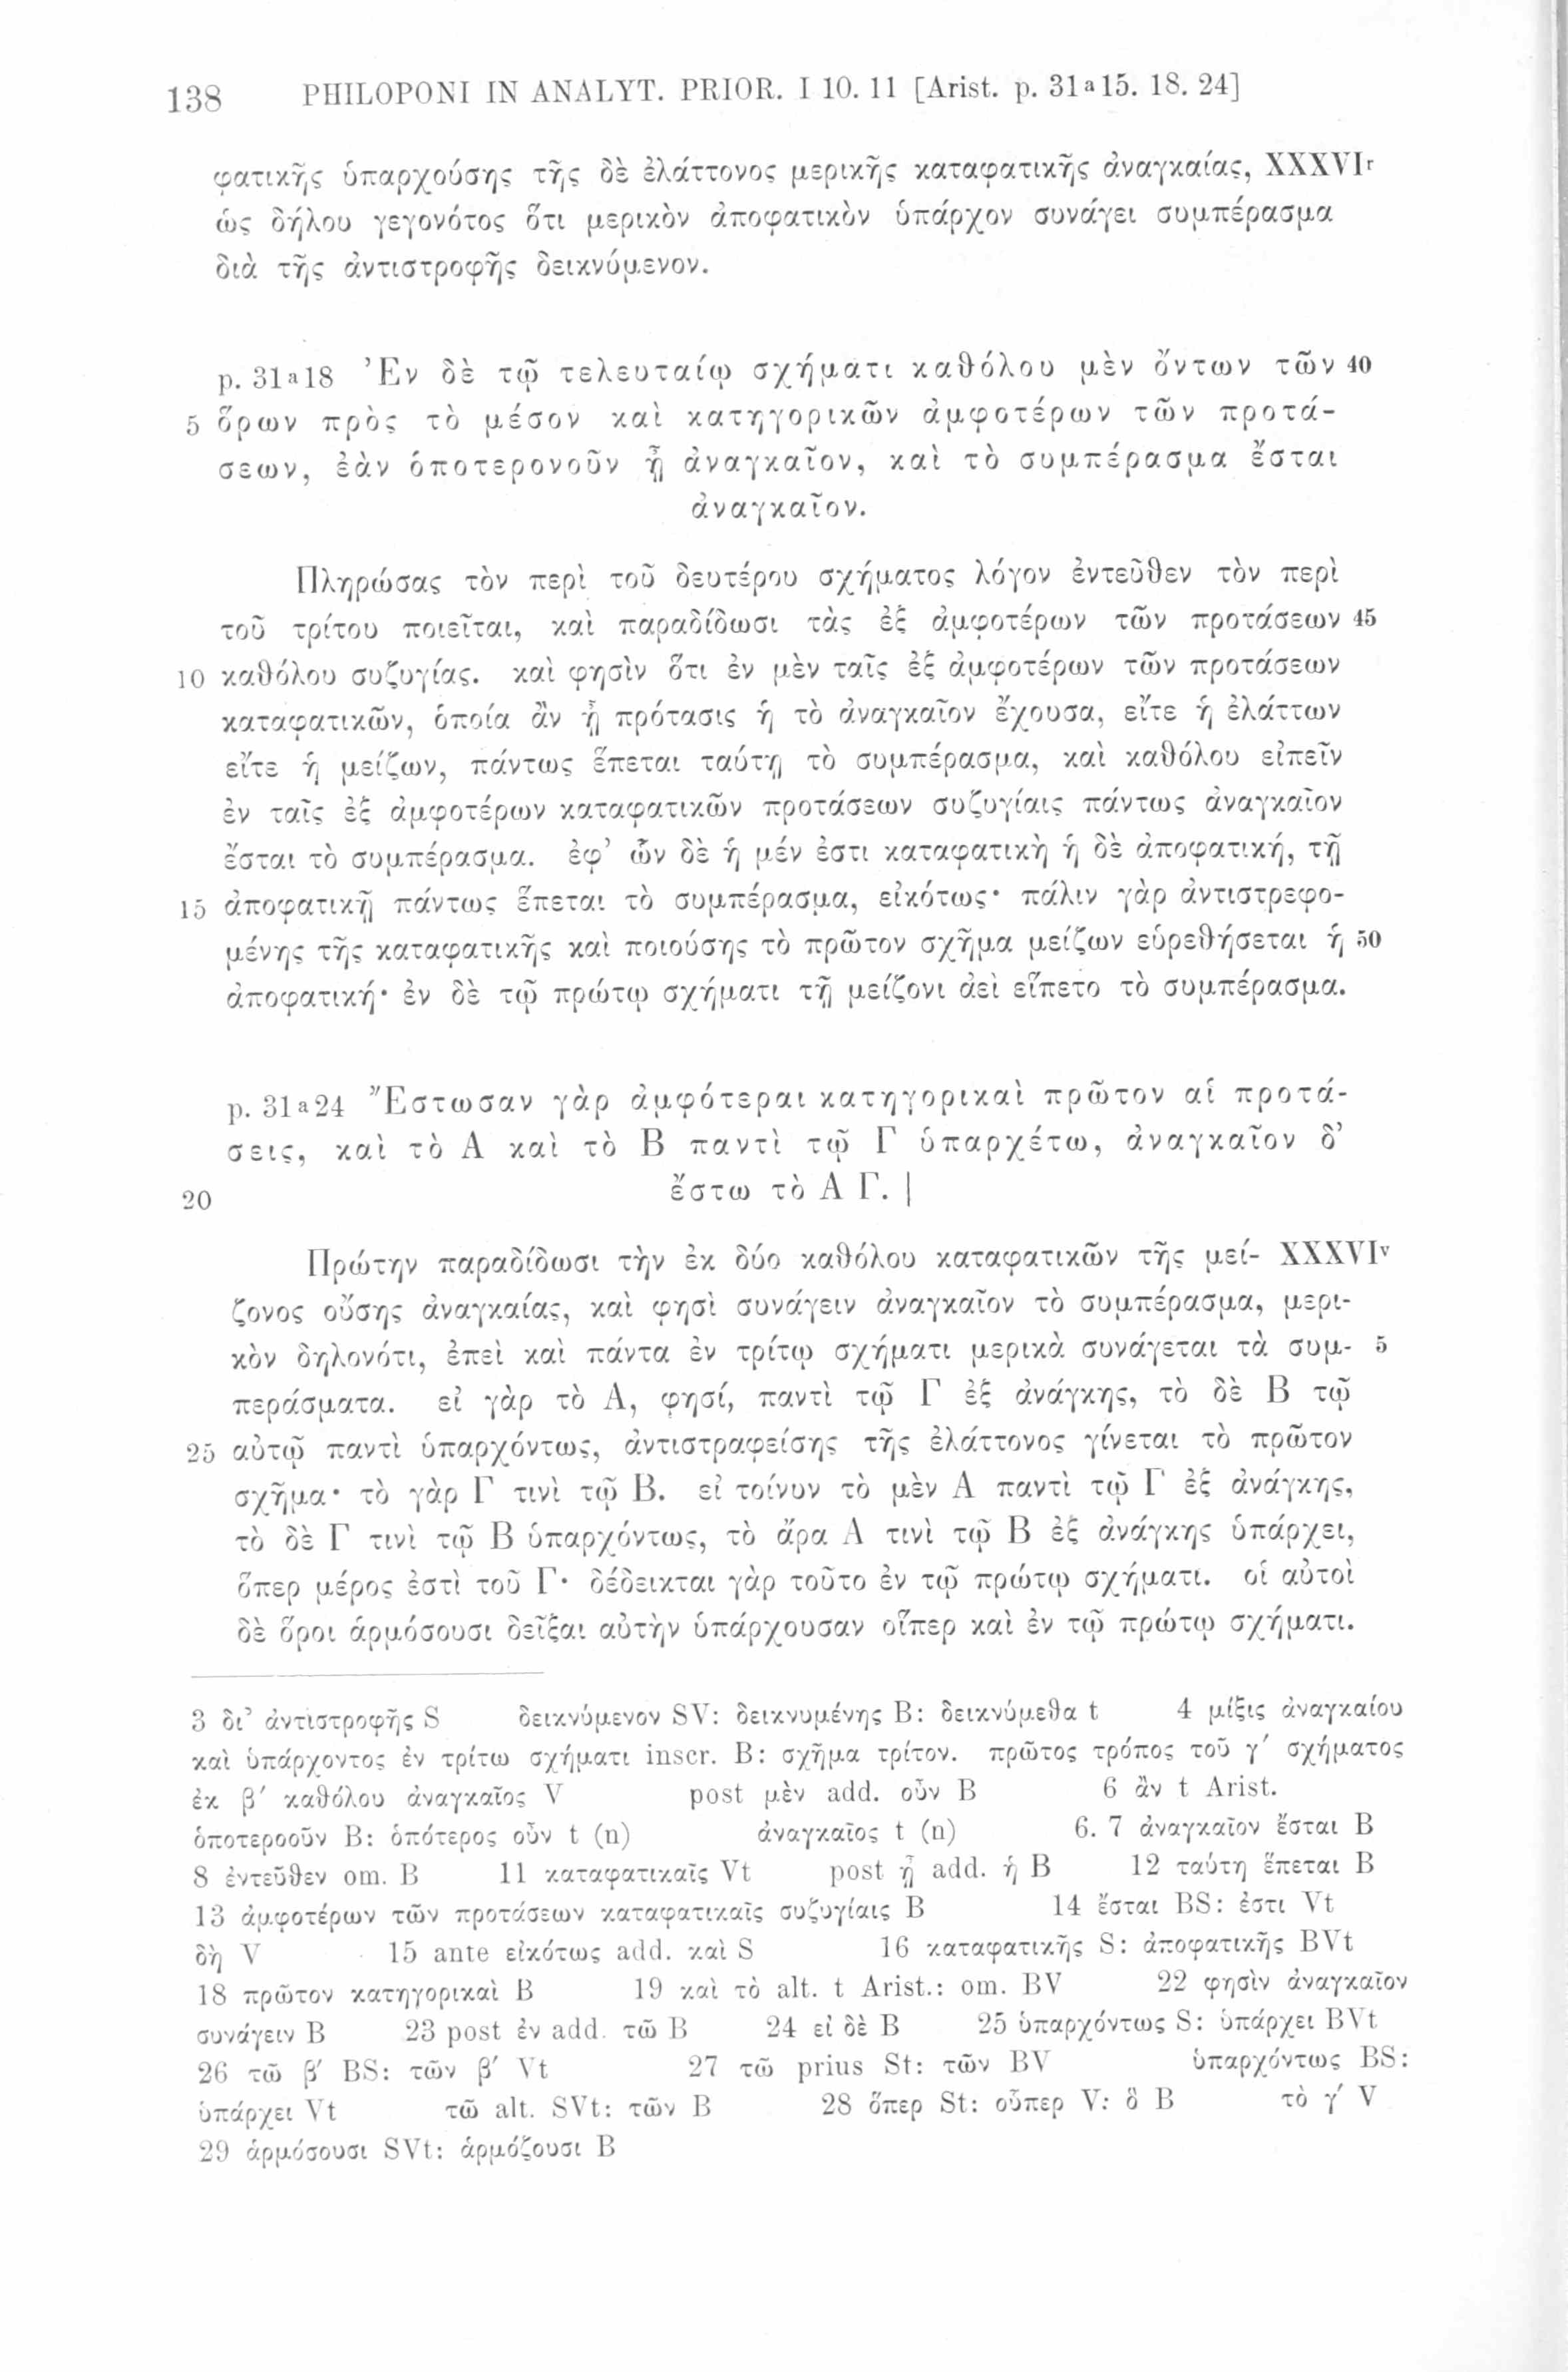 138 PHILOPONI IN ANALYT. PRIOR. I 10. 11 [Arist. p. 31a15. 18. 24]
φατικῆς ὑπαρχούσης τῆς δὲ ἐλάττονος μερικῆς καταφατικῆς ἀναγκαίας, XXXVIr
ὡς δήλου γεγονότος ὅτι μερικὸν ἀποφατικὸν ὑπάρχον συνάγει συμπέρασμα
διὰ τῆς ἀντιστροφῆς δεικνύμενον.
p. 31a18 Ἐν δὲ τῷ τελευταίῳ σχήματι καθόλου μὲν ὄντων τῶν 40
5 ὅρων πρὸς τὸ μέσον καὶ κατηγορικῶν ἀμφοτέρων τῶν προτά-
σεων, ἐὰν ὁποτερονοῦν ᾖ ἀναγκαῖον, καὶ τὸ συμπέρασμα ἔσται
ἀναγκαῖον.
Πληρώσας τὸν περὶ τοῦ δευτέρου σχήματος λόγον ἐντεῦθεν τὸν περὶ
τοῦ τρίτου ποιεῖται, καὶ παραδίδωσι τὰς ἐξ ἀμφοτέρων τῶν προτάσεων 45
10 καθόλου συζυγίας. καὶ φησὶν ὅτι ἐν μὲν ταῖς ἐξ ἀμφοτέρων τῶν προτάσεων
καταφατικῶν, ὁποία ἂν ᾖ πρότασις ἡ τὸ ἀναγκαῖον ἔχουσα, εἴτε ἡ ἐλάττων
εἴτε ἡ μείζων, πάντως ἕπεται ταύτῃ τὸ συμπέρασμα, καὶ καθόλου εἰπεῖν
ἐν ταῖς ἐξ ἀμφοτέρων καταφατικῶν προτάσεων συζυγίαις πάντως ἀναγκαῖον
ἔσται τὸ συμπέρασμα. ἐφ’ ὧν δὲ ἡ μέν ἐστι καταφατικὴ ἡ δὲ ἀποφατική, τῇ
15 ἀποφατικῇ πάντως ἕπεται τὸ συμπέρασμα, εἰκότως· πάλιν γὰρ ἀντιστρεφο-
μένης τῆς καταφατικῆς καὶ ποιούσης τὸ πρῶτον σχῆμα μείζων εὑρεθήσεται ἡ 50
ἀποφατική· ἐν δὲ τῷ πρώτῳ σχήματι τῇ μείζονι ἀεὶ εἵπετο τὸ συμπέρασμα.
p. 31a24 Ἔστωσαν γὰρ ἀμφότεραι κατηγορικαὶ πρῶτον αἱ προτά-
σεις, καὶ τὸ Α καὶ τὸ Β παντὶ τῷ Γ ὑπαρχέτω, ἀναγκαῖον δ’
20 ἔστω τὸ Α Γ. |
Πρώτην παραδίδωσι τὴν ἐκ δύο καθόλου καταφατικῶν τῆς μεί- XXXVIv
ζονος οὔσης ἀναγκαίας, καὶ φησὶ συνάγειν ἀναγκαῖον τὸ συμπέρασμα, μερι-
κὸν δηλονότι, ἐπεὶ καὶ πάντα ἐν τρίτῳ σχήματι μερικὰ συνάγεται τὰ συμ- 5
περάσματα. εἰ γὰρ τὸ Α, φησί, παντὶ τῷ Γ ἐξ ἀνάγκης, τὸ δὲ Β τῷ
25 αὐτῷ παντὶ ὑπαρχόντως, ἀντιστραφείσης τῆς ἐλάττονος γίνεται τὸ πρῶτον
σχῆμα· τὸ γὰρ Γ τινὶ τῷ Β. εἰ τοίνυν τὸ μὲν Α παντὶ τῷ Γ ἐξ ἀνάγκης,
τὸ δὲ Γ τινὶ τῷ Β ὑπαρχόντως, τὸ ἄρα Α τινὶ τῷ Β ἐξ ἀνάγκης ὑπάρχει,
ὅπερ μέρος ἐστὶ τοῦ Γ· δέδεικται γὰρ τοῦτο ἐν τῷ πρώτῳ σχήματι. οἱ αὐτοὶ
δὲ ὅροι ἁρμόσουσι δεῖξαι αὐτὴν ὑπάρχουσαν οἵπερ καὶ ἐν τῷ πρώτῳ σχήματι.
3 δι’ ἀντιστροφῆς S δεικνύμενον SV: δεικνυμένης B: δεικνύμεθα t 4 μίξις ἀναγκαίου
καὶ ὑπάρχοντος ἐν τρίτω σχήματι inscr. B: σχῆμα τρίτον. πρῶτος τρόπος τοῦ γ΄ σχήματος
ἐκ β΄ καθόλου ἀναγκαῖος V post μὲν add. οὖν B 6 ἂν t Arist.
ὁποτεροοῦν B: ὁπότερος οὖν t (n) ἀναγκαῖος t (n) 6. 7 ἀναγκαῖον ἔσται B
8 ἐντεῦθεν om. B 11 καταφατικαῖς Vt post ᾖ add. ἡ B 12 ταύτη ἕπεται B
13 ἀμφοτέρων τῶν προτάσεων καταφατικαῖς συζυγίαις B 14 ἔσται BS: ἐστι Vt
δὴ V 15 ante εἰκότως add. καὶ S 16 καταφατικῆς S: ἀποφατικῆς BVt
18 πρῶτον κατηγορικαὶ B 19 καὶ τὸ alt. t Arist.: om. BV 22 φησὶν ἀναγκαῖον
συνάγειν B 23 post ἐν add. τῶ B 24 εἰ δὲ B 25 ὑπαρχόντως S: ὑπάρχει BVt
26 τῶ β΄ BS: τῶν β΄ Vt 27 τῶ prius St: τῶν BV ὑπαρχόντως BS:
ὑπάρχει Vt τῶ alt. SVt: τῶν B 28 ὅπερ St: οὗπερ V: ὃ B τὸ γ΄ V
29 ἁρμόσουσι SVt: ἁρμόζουσι B